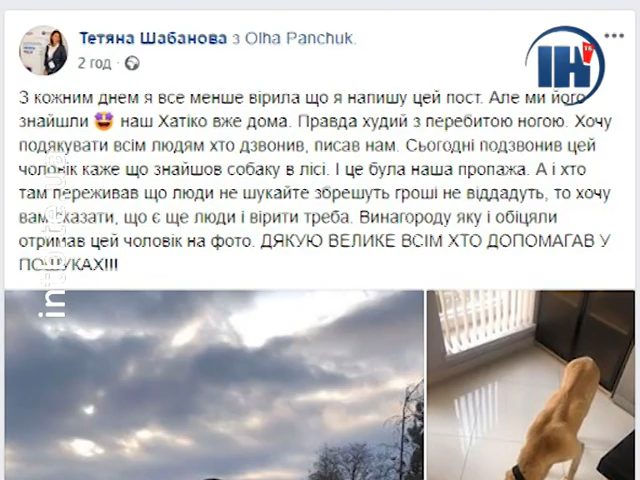 Тетяна Шабанова з Olha Panchuk.
2 год ·
ІНТБ
З кожним днем я все менше вірила що я напишу цей пост. Але ми його
знайшли 🤩 наш Хатіко вже дома. Правда худий з перебитою ногою. Хочу
подякувати всім людям хто дзвонив, писав нам. Сьогодні подзвонив цей
чоловік каже що знайшов собаку в лісі. І це була наша пропажа. А і хто
там переживав що люди не шукайте збрешуть гроші не віддадуть, то хочу
вам сказати, що є ще люди і вірити треба. Винагороду яку і обіцяли
отримав цей чоловік на фото. ДЯКУЮ ВЕЛИКЕ ВСІМ ХТО ДОПОМАГАВ У
ПОШУКАХ!!!